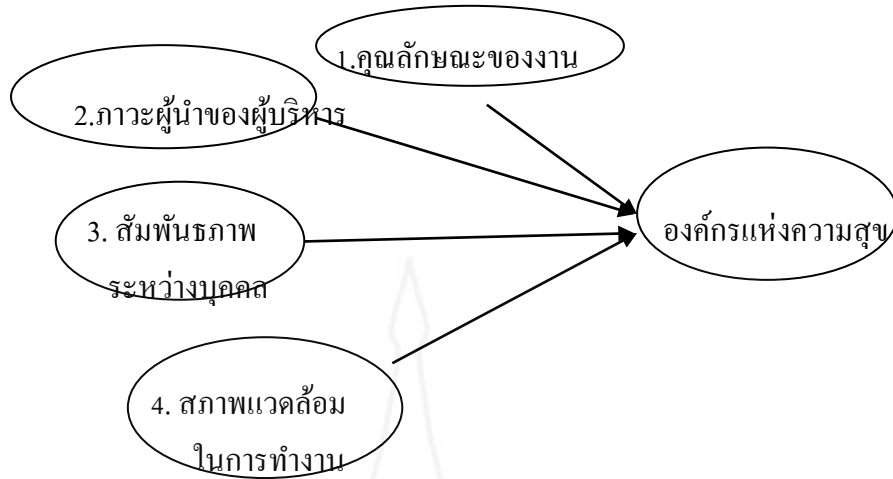 1.คุณลักษณะของงาน
2.ภาวะผู้นำของผู้บริหาร
3. สัมพันธภาพ
ระหว่างบุคคล
องค์กรแห่งความสุข
4. สภาพแวดล้อม
ในการทำงาน